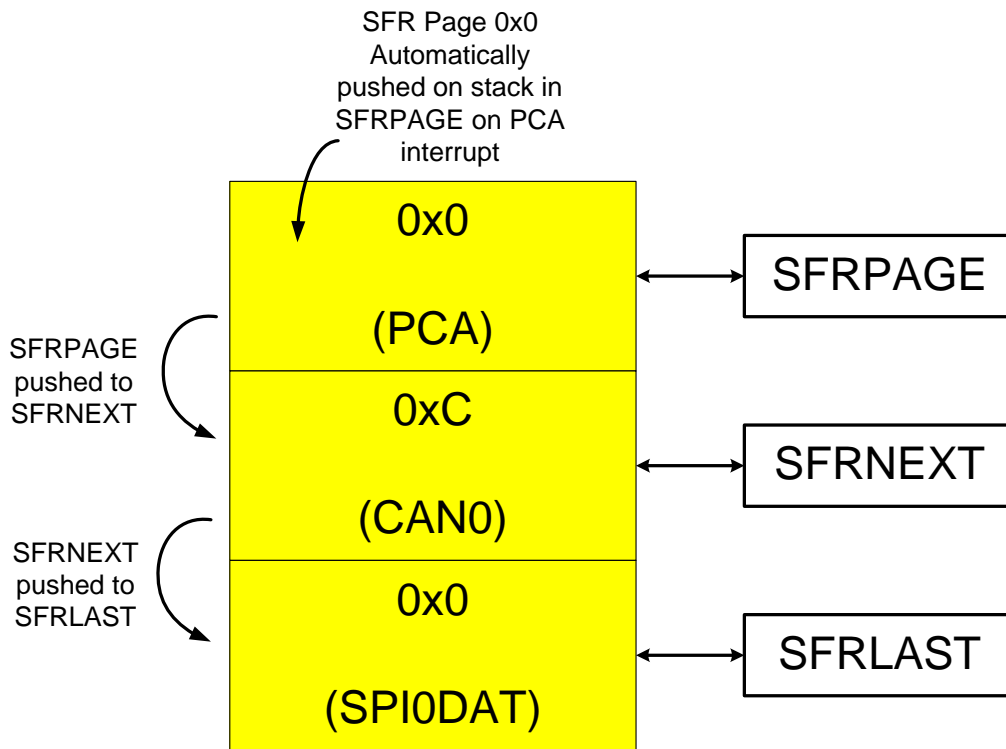 SFR Page 0x0
Automatically
pushed on stack in
SFRPAGE on PCA
interrupt
0x0
(PCA)
SFRPAGE
SFRPAGE
pushed to
SFRNEXT
0xC
(CAN0)
SFRNEXT
SFRNEXT
pushed to
SFRLAST
0x0
(SPI0DAT)
SFRLAST